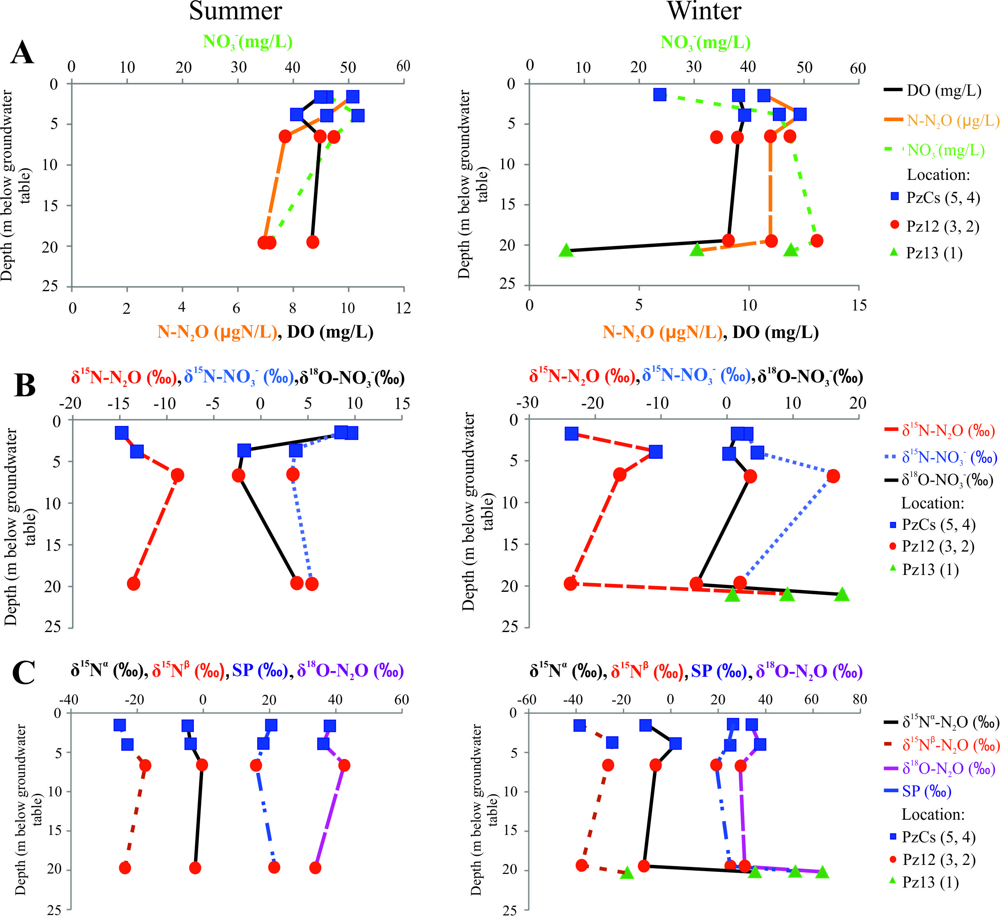 Summer
Winter
A
NO₃⁻(mg/L)
0 10 20 30 40 50 60
0
5
10
15
20
25
Depth (m below groundwater
table)
0 2 4 6 8 10 12
N-N₂O (µgN/L), DO (mg/L)
NO₃⁻(mg/L)
0 10 20 30 40 50 60
0
5
10
15
20
25
Depth (m below groundwater
table)
0 5 10 15
N-N₂O (µgN/L), DO (mg/L)
DO (mg/L)
N-N₂O (µg/L)
NO₃⁻(mg/L)
Location:
PzCs (5, 4)
Pz12 (3, 2)
Pz13 (1)
B
δ¹⁵N-N₂O (‰), δ¹⁵N-NO₃⁻ (‰),δ¹⁸O-NO₃⁻(‰)
-20 -15 -10 -5 0 5 10 15
0
5
10
15
20
25
Depth (m below groundwater
table)
δ¹⁵N-N₂O (‰), δ¹⁵N-NO₃⁻ (‰), δ¹⁸O-NO₃⁻(‰)
-30 -20 -10 0 10 20
0
5
10
15
20
25
Depth (m below groundwater
table)
δ¹⁵N-N₂O (‰)
δ¹⁵N-NO₃⁻ (‰)
δ¹⁸O-NO₃⁻(‰)
Location:
PzCs (5, 4)
Pz12 (3, 2)
Pz13 (1)
C
δ¹⁵Nᵅ (‰), δ¹⁵Nᵝ (‰), SP (‰), δ¹⁸O-N₂O (‰)
-40 -20 0 20 40 60
0
5
10
15
20
25
Depth (m below groundwater
table)
δ¹⁵Nᵅ (‰), δ¹⁵Nᵝ (‰), SP (‰), δ¹⁸O-N₂O (‰)
-60 -40 -20 0 20 40 60 80
0
5
10
15
20
25
Depth (m below groundwater
table)
δ¹⁵Nᵅ-N₂O (‰)
δ¹⁵Nᵝ-N₂O (‰)
δ¹⁸O-N₂O (‰)
SP (‰)
Location:
PzCs (5, 4)
Pz12 (3, 2)
Pz13 (1)